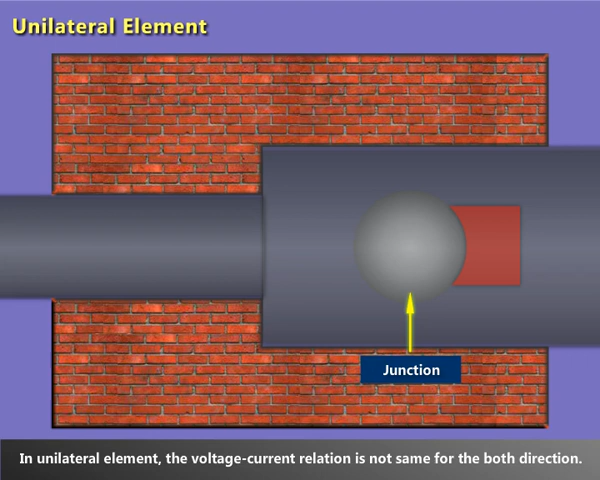 Unilateral Element
Junction
In unilateral element, the voltage-current relation is not same for the both direction.